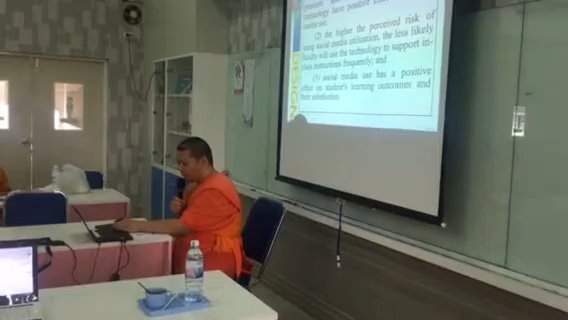 technology have positive
media use.
(2) the higher the perceived risk of
using social media utilization, the less likely
faculty will use the technology to support in-
class instructions frequently; and
(3) social media use has a positive
effect on student's learning outcomes and
their satisfaction